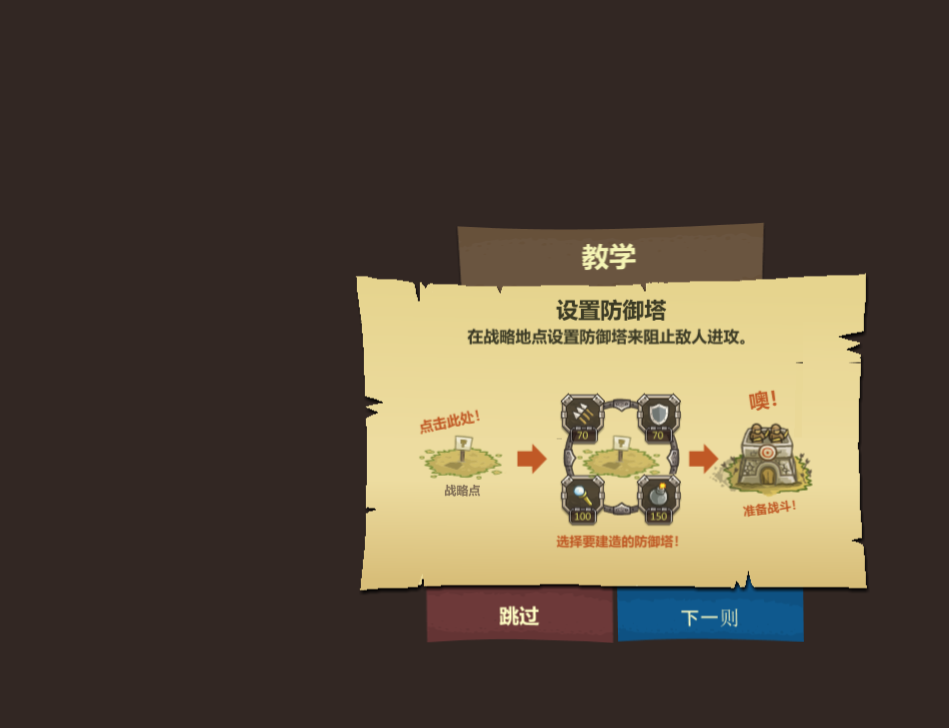 教学
设置防御塔
在战略地点设置防御塔来阻止敌人进攻。
点击此处!
战略点
70
70
100
150
选择要建造的防御塔!
噢!
准备战斗!
跳过
下一则